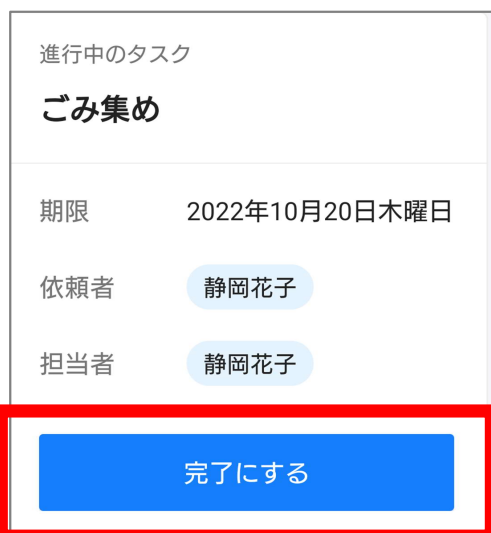 進行中のタスク
ごみ集め
期限 2022年10月20日木曜日
依頼者 静岡花子
担当者 静岡花子
完了にする